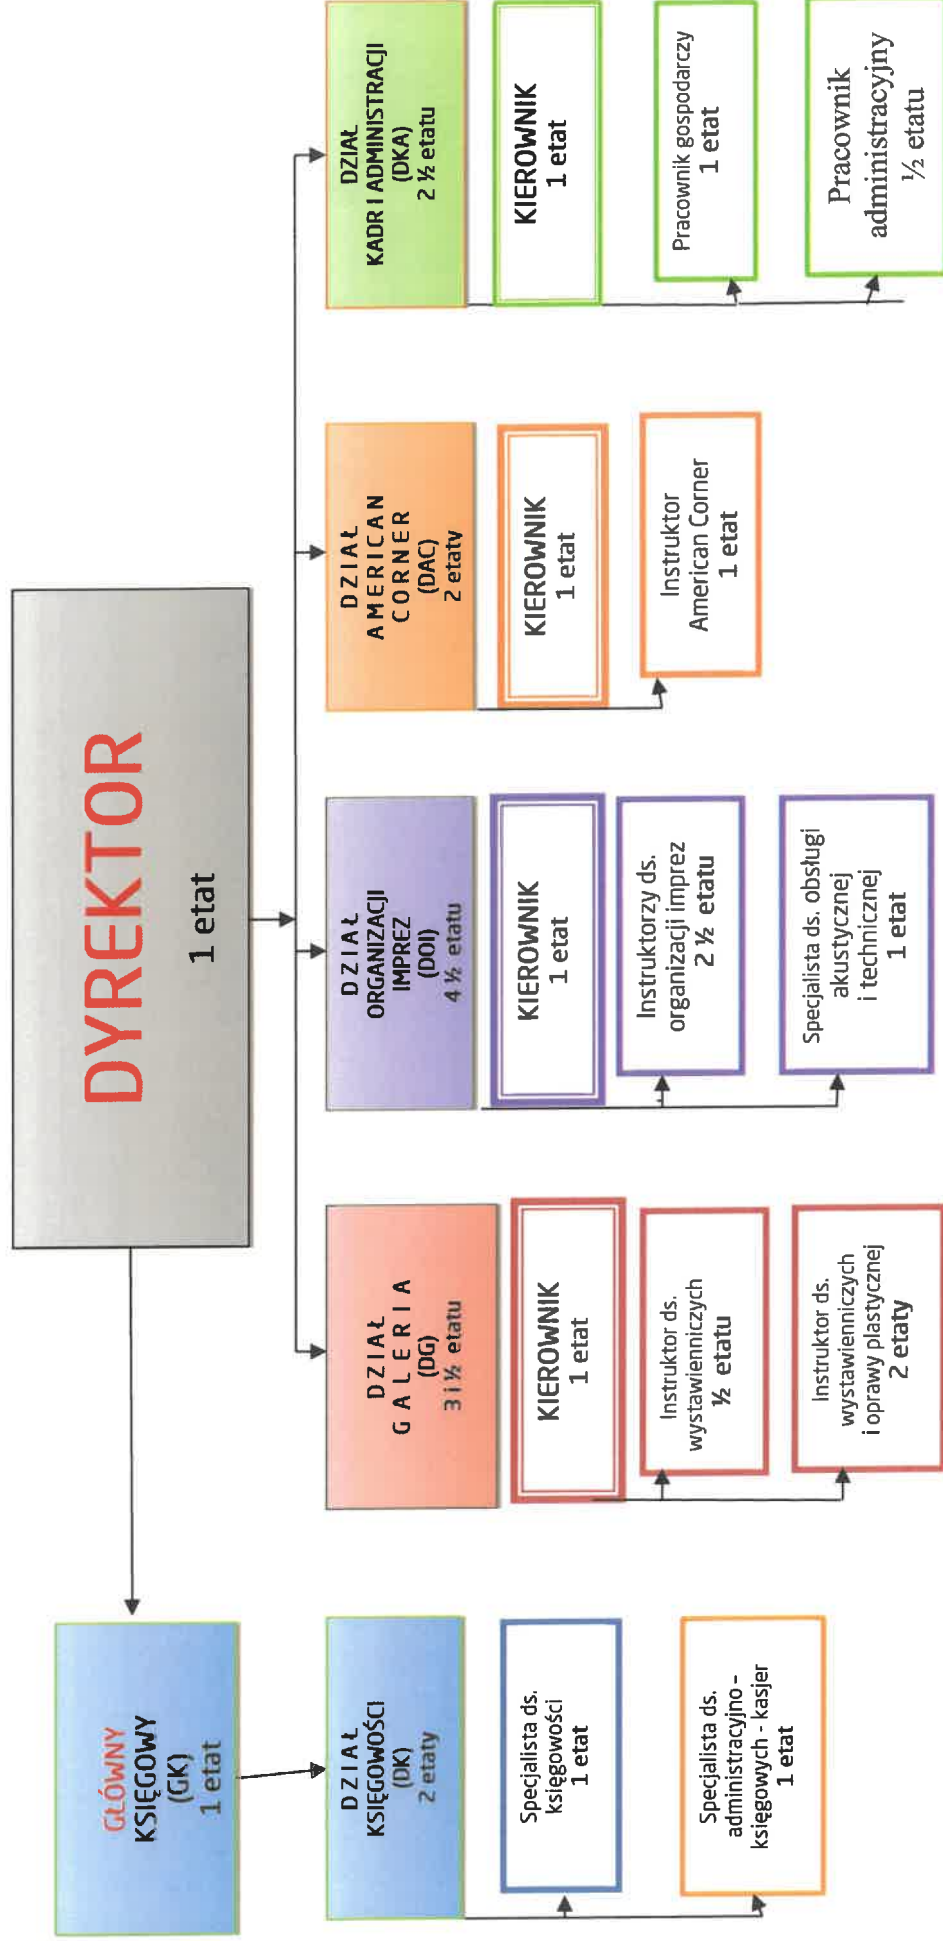 DYREKTOR
1 etat
GŁÓWNY
KSIĘGOWY
(GK)
1 etat
DZIAŁ
KSIĘGOWOŚCI
(DK)
2 etaty
Specjalista ds.
księgowości
1 etat
Specjalista ds.
administracyjno -
księgowych - kasjer
1 etat
DZIAŁ
G A L E R I A
(DG)
3 i ½ etatu
KIEROWNIK
1 etat
Instruktor ds.
wystawienniczych
½ etatu
Instruktor ds.
wystawienniczych
i oprawy plastycznej
2 etaty
DZIAŁ
ORGANIZACJI
IMPREZ
(DOI)
4 ½ etatu
KIEROWNIK
1 etat
Instruktorzy ds.
organizacji imprez
2 ½ etatu
Specjalista ds. obsługi
akustycznej
i technicznej
1 etat
DZIAŁ
A M E R I C A N
C O R N E R
(DAC)
2 etaty
KIEROWNIK
1 etat
Instruktor
American Corner
1 etat
DZIAŁ
KADR I ADMINISTRACJI
(DKA)
2 ½ etatu
KIEROWNIK
1 etat
Pracownik gospodarczy
1 etat
Pracownik
administracyjny
½ etatu